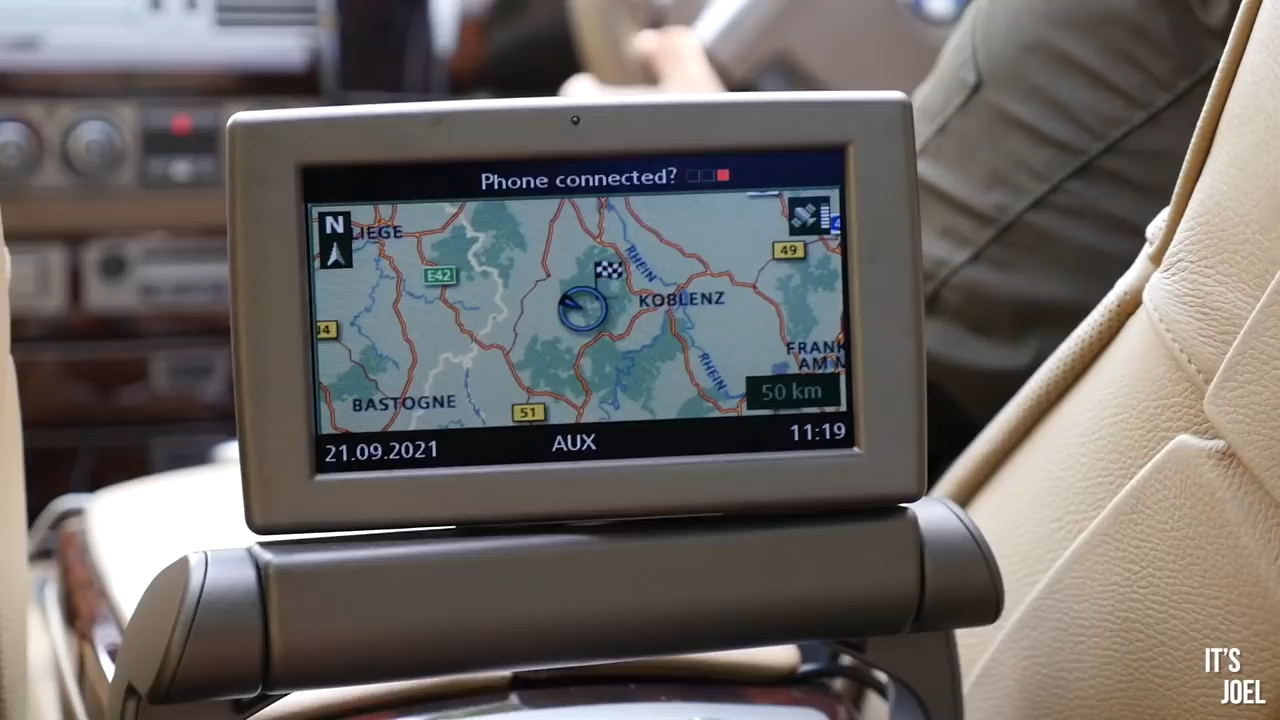 Phone connected?
N
LIEGE
E42
RHEIN
49
KOBLENZ
FRANK
AM M
RHEIN
BASTOGNE
51
50 km
21.09.2021
AUX
11:19
IT'S
JOEL